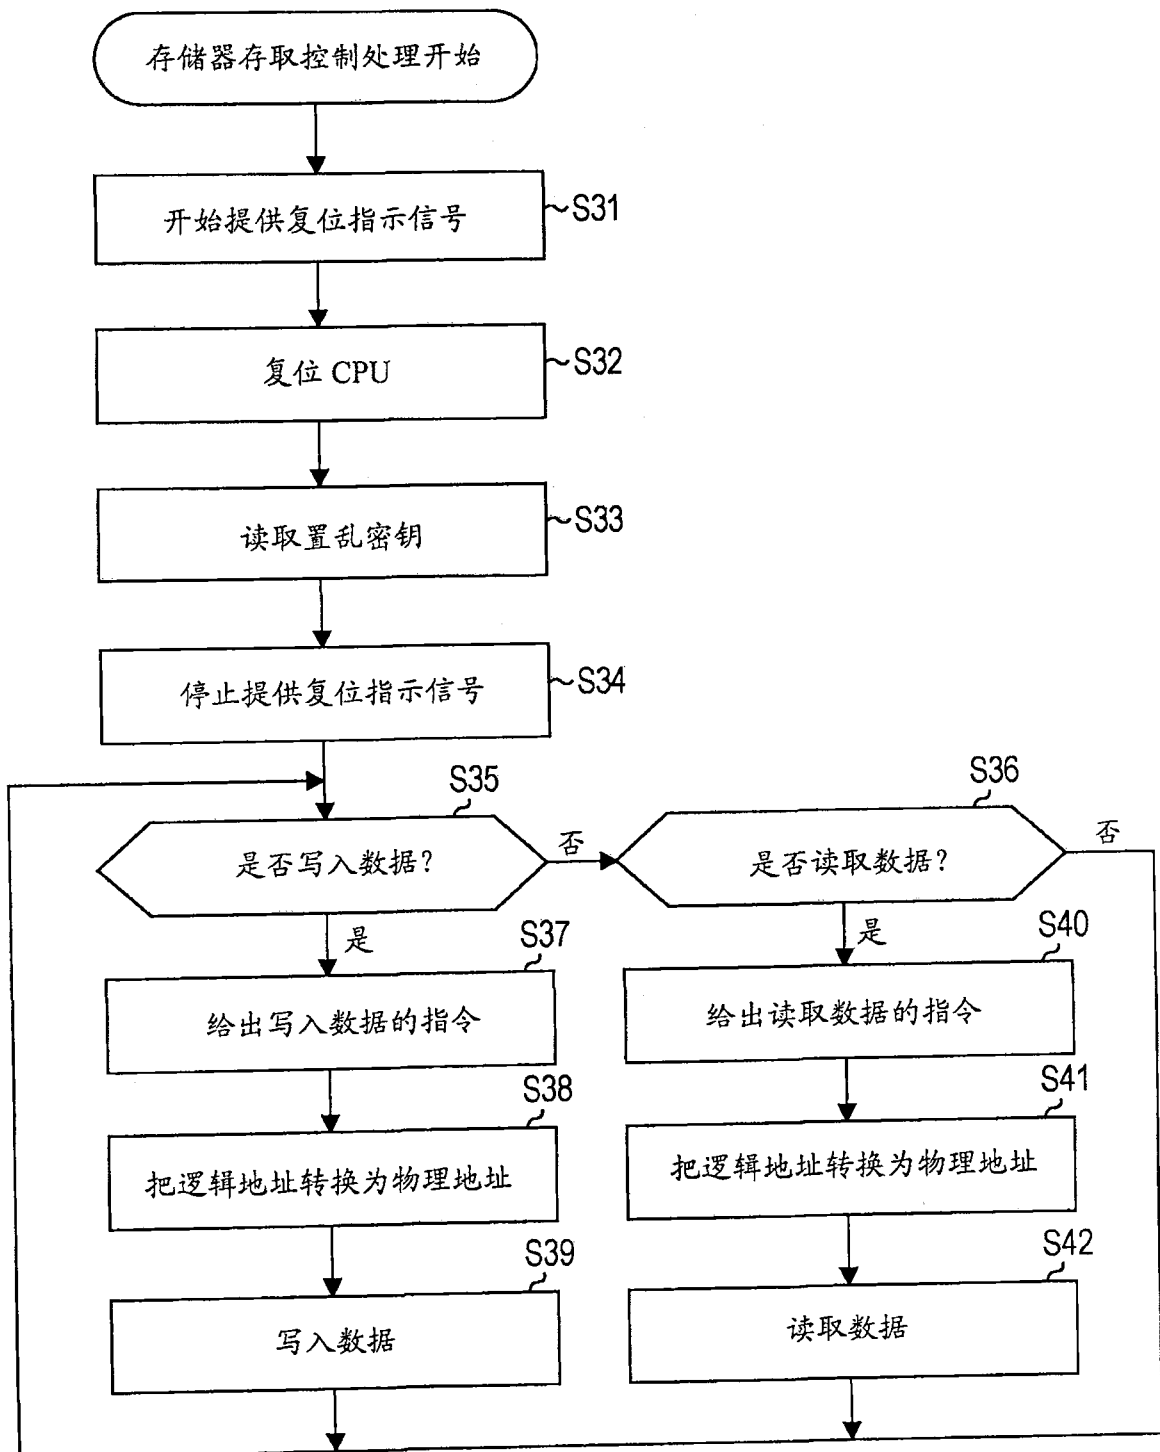 存储器存取控制处理开始
开始提供复位指示信号
S31
复位 CPU
S32
读取置乱密钥
S33
停止提供复位指示信号
S34
S35
S36
是否写入数据?
否
是否读取数据?
否
是
是
S37
S40
给出写入数据的指令
给出读取数据的指令
S38
S41
把逻辑地址转换为物理地址
把逻辑地址转换为物理地址
S39
S42
写入数据
读取数据